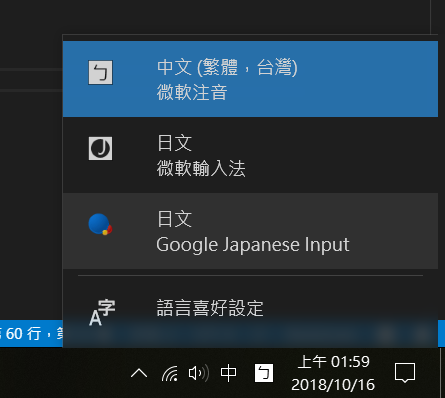 ㄅ
中文 (繁體，台灣)
微軟注音
J
日文
微軟輸入法
日文
Google Japanese Input
A字
語言喜好設定
60 行，第
中
ㄅ
上午 01:59
2018/10/16